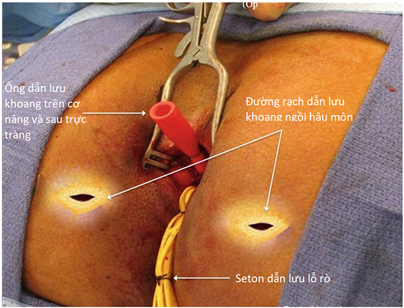 (Op
Ống dẫn lưu
khoang trên cơ
nâng và sau trực
tràng
Đường rạch dẫn lưu
khoang ngồi hậu môn
Seton dẫn lưu lỗ rò